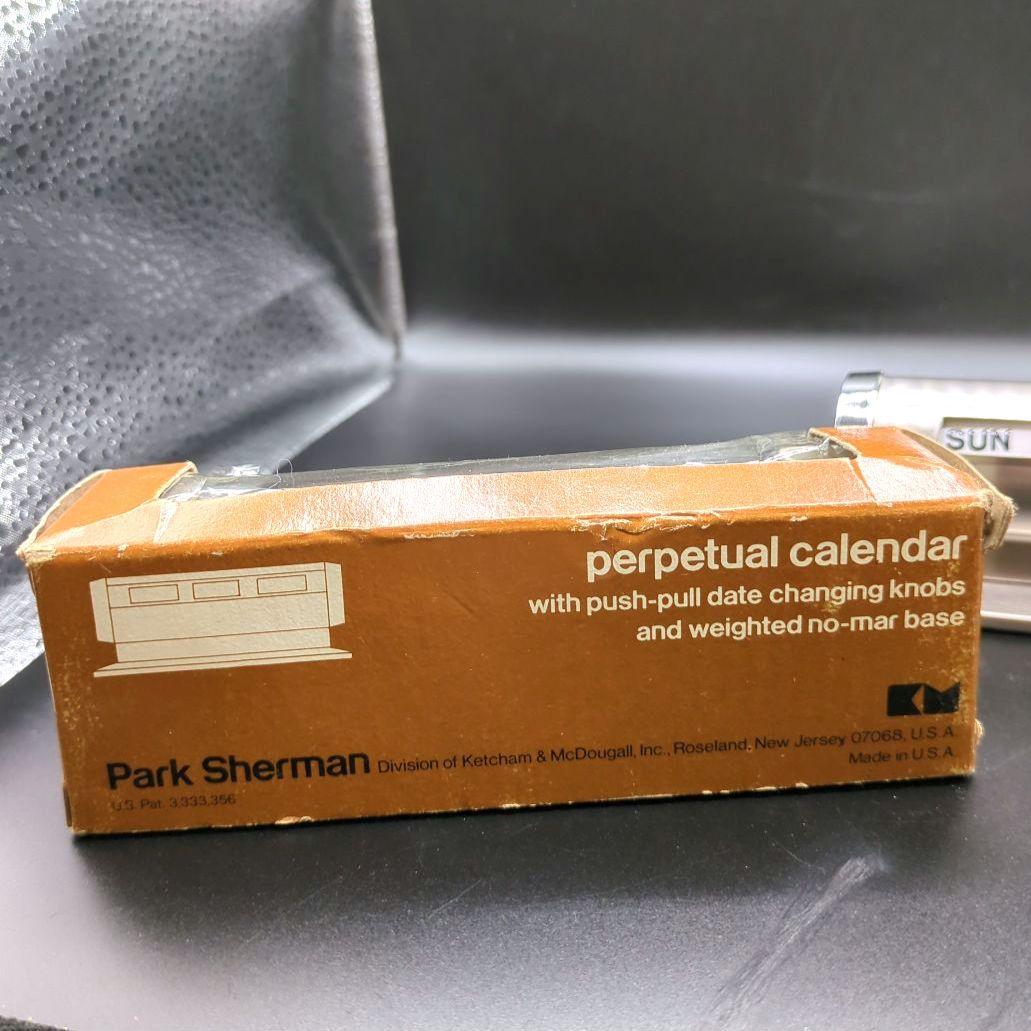 SUN
perpetual calendar
with push-pull date changing knobs
and weighted no-mar base
KM
Park Sherman Division of Ketcham & McDougall, Inc., Roseland, New Jersey 07068, U.S.A.
Made in U.S.A.
U.S. Pat. 3,333,356